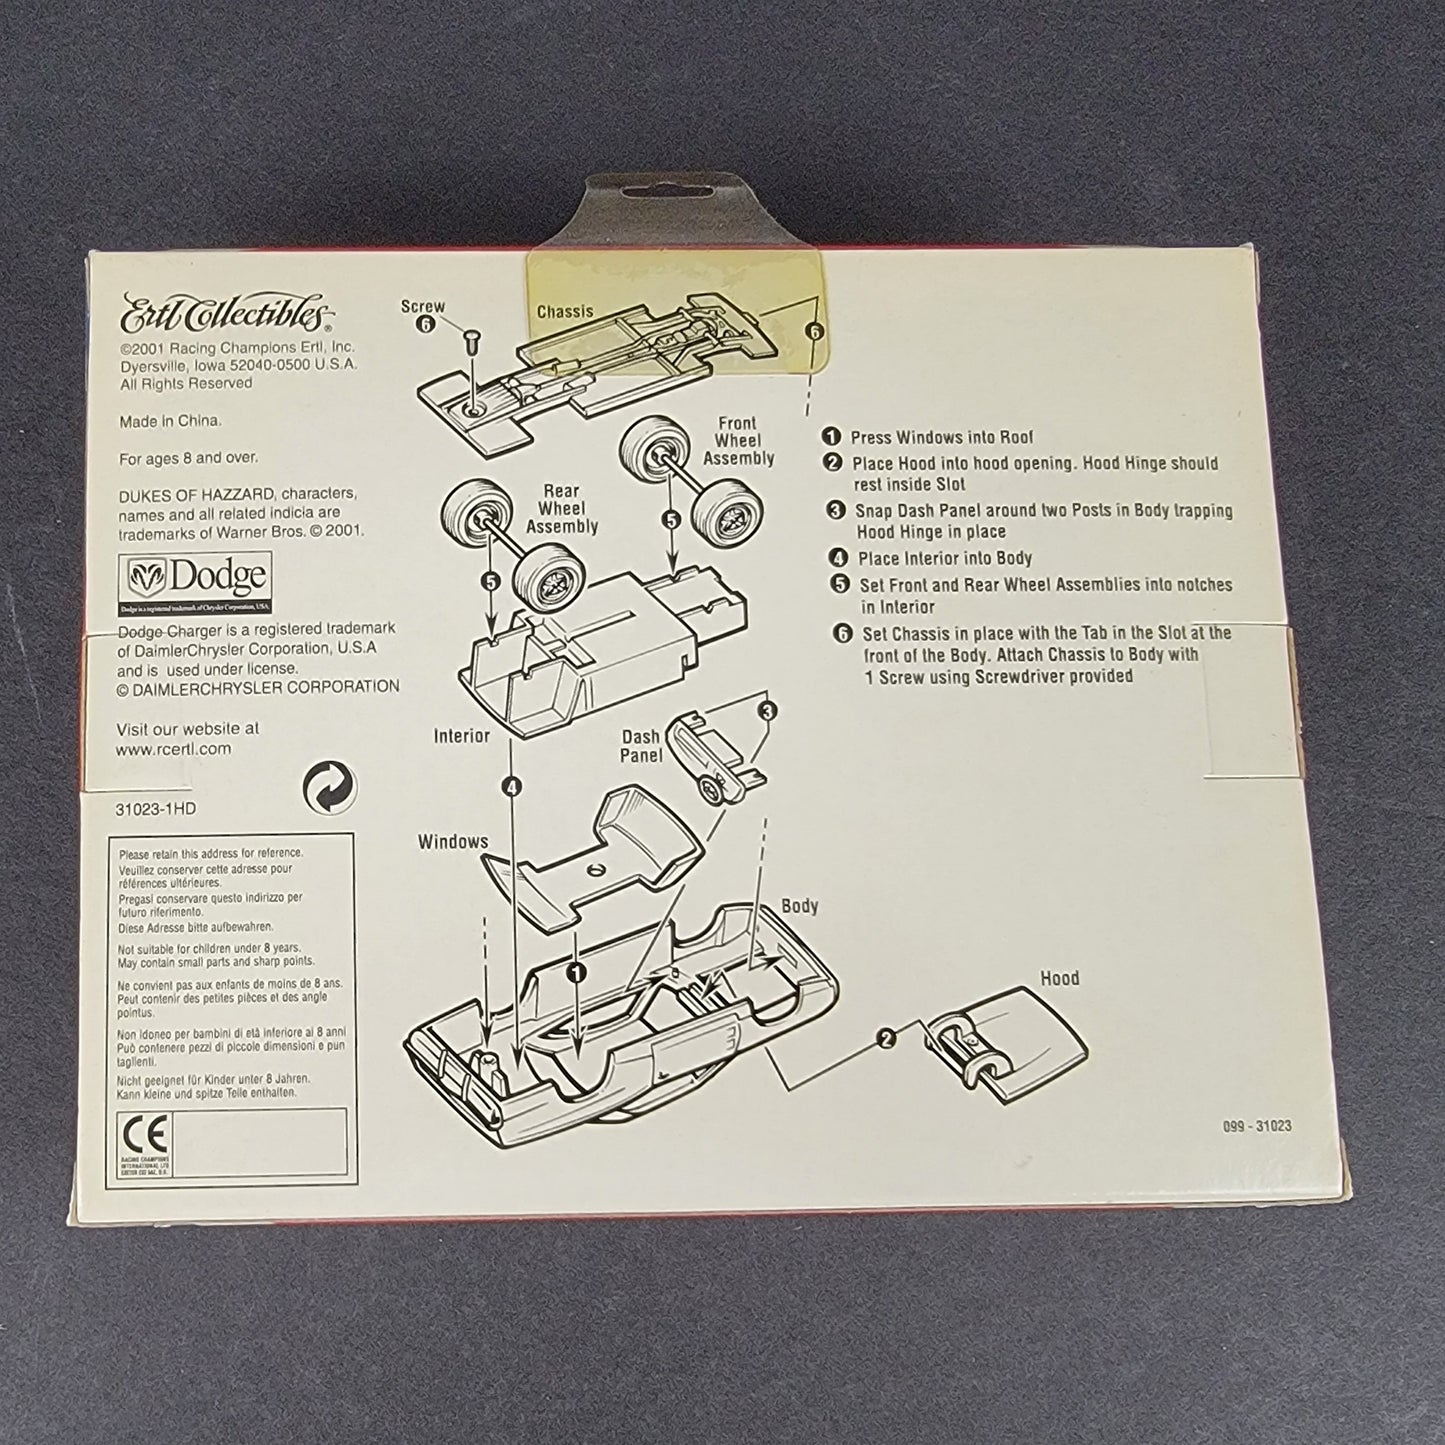 Ertl Collectibles®
©2001 Racing Champions Ertl, Inc.
Dyersville, Iowa 52040-0500 U.S.A.
All Rights Reserved
Made in China.
For ages 8 and over.
DUKES OF HAZZARD, characters,
names and all related indicia are
trademarks of Warner Bros. © 2001.
Dodge
Dodge is a registered trademark of Chrysler Corporation, USA.
Dodge Charger is a registered trademark
of DaimlerChrysler Corporation, U.S.A
and is used under license.
© DAIMLERCHRYSLER CORPORATION
Visit our website at
www.rcertl.com
31023-1HD
Please retain this address for reference.
Veuillez conserver cette adresse pour
références ultérieures.
Pregasi conservare questo indirizzo per
futuro riferimento.
Diese Adresse bitte aufbewahren.
Not suitable for children under 8 years.
May contain small parts and sharp points.
Ne convient pas aux enfants de moins de 8 ans.
Peut contenir des petites pièces et des angle
pointus.
Non Idoneo per bambini di età inferiore ai 8 anni
Può contenere pezzi di piccole dimensioni e pun
taglienti.
Nicht geeignet für Kinder unter 8 Jahren.
Kann kleine und spitze Teile enthalten.
CE
RACING CHAMPIONS
INTERNATIONAL LTD
Screw
6
Chassis
6
Front
Wheel
Assembly
Rear
Wheel
Assembly
5
5
Interior
Dash
Panel
3
4
Windows
1
Body
Hood
2
1 Press Windows into Roof
2 Place Hood into hood opening. Hood Hinge should
rest inside Slot
3 Snap Dash Panel around two Posts in Body trapping
Hood Hinge in place
4 Place Interior into Body
5 Set Front and Rear Wheel Assemblies into notches
in Interior
6 Set Chassis in place with the Tab in the Slot at the
front of the Body. Attach Chassis to Body with
1 Screw using Screwdriver provided
099 - 31023